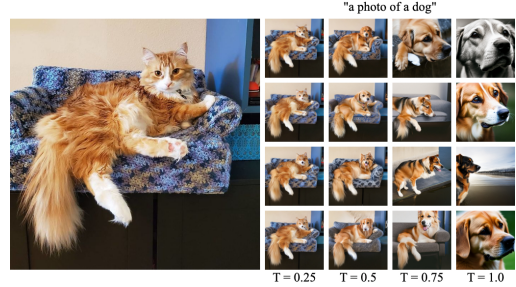 "a photo of a dog"
T = 0.25 T = 0.5 T = 0.75 T = 1.0